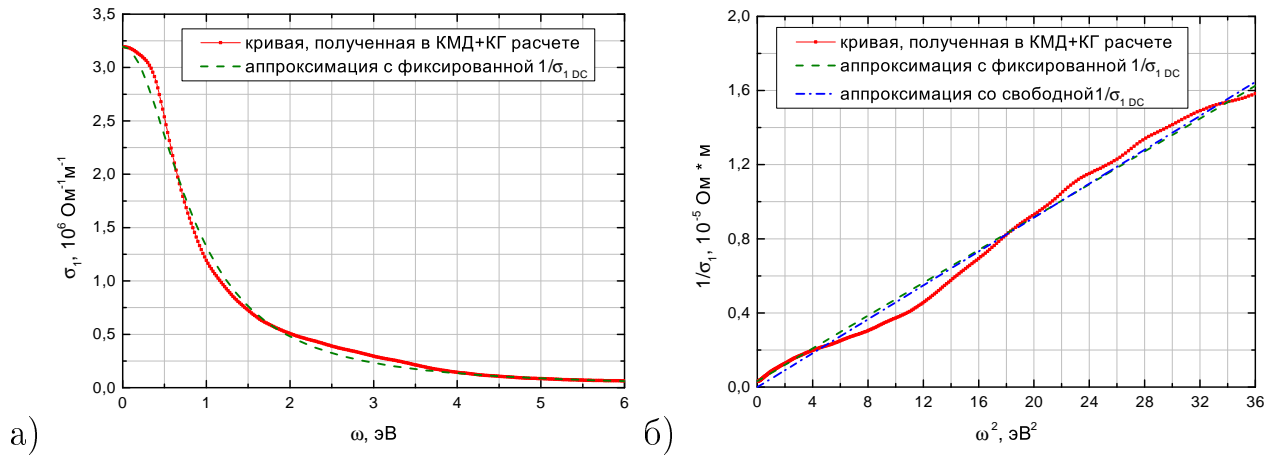 кривая, полученная в КМД+КГ расчете
аппроксимация с фиксированной 1/σ₁ DC
3,5
3,0
2,5
2,0
1,5
1,0
0,5
0,0
σ₁, 10⁶ Ом⁻¹м⁻¹
0 1 2 3 4 5 6
ω, эВ
а)
кривая, полученная в КМД+КГ расчете
аппроксимация с фиксированной 1/σ₁ DC
аппроксимация со свободной1/σ₁ DC
2,0
1,6
1,2
0,8
0,4
0,0
1/σ₁, 10⁻⁵ Ом * м
0 4 8 12 16 20 24 28 32 36
ω², эВ²
б)